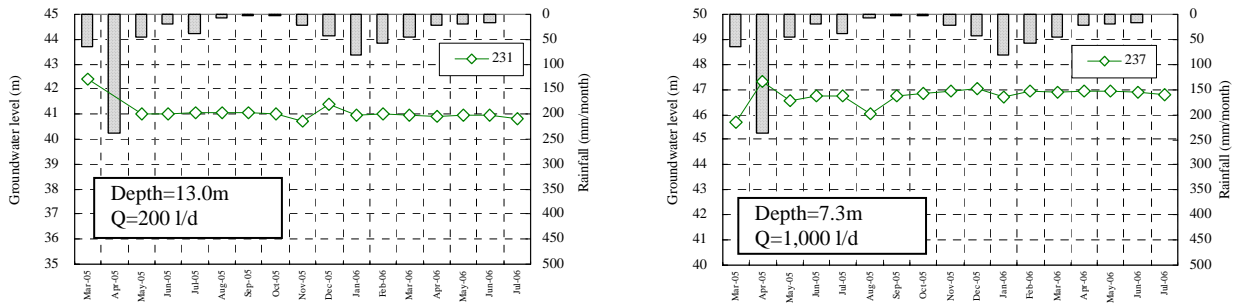 45
44
43
42
41
40
39
38
37
36
35
Groundwater level (m)
0
50
100
150
200
250
300
350
400
450
500
Rainfall (mm/month)
231
Depth=13.0m
Q=200 l/d
Mar-05
Apr-05
May-05
Jun-05
Jul-05
Aug-05
Sep-05
Oct-05
Nov-05
Dec-05
Jan-06
Feb-06
Mar-06
Apr-06
May-06
Jun-06
Jul-06
50
49
48
47
46
45
44
43
42
41
40
Groundwater level (m)
0
50
100
150
200
250
300
350
400
450
500
Rainfall (mm/month)
237
Depth=7.3m
Q=1,000 l/d
Mar-05
Apr-05
May-05
Jun-05
Jul-05
Aug-05
Sep-05
Oct-05
Nov-05
Dec-05
Jan-06
Feb-06
Mar-06
Apr-06
May-06
Jun-06
Jul-06